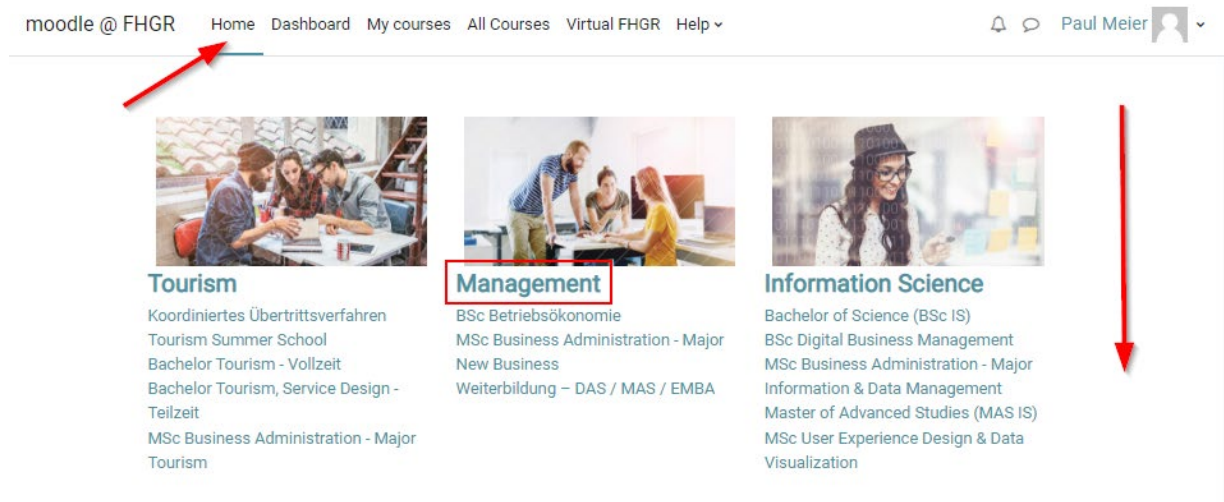 moodle @ FHGR Home Dashboard My courses All Courses Virtual FHGR Help Paul Meier
Tourism
Koordiniertes Übertrittsverfahren
Tourism Summer School
Bachelor Tourism - Vollzeit
Bachelor Tourism, Service Design -
Teilzeit
MSc Business Administration - Major
Tourism
Management
BSc Betriebsökonomie
MSc Business Administration - Major
New Business
Weiterbildung – DAS / MAS / EMBA
Information Science
Bachelor of Science (BSc IS)
BSc Digital Business Management
MSc Business Administration - Major
Information & Data Management
Master of Advanced Studies (MAS IS)
MSc User Experience Design & Data
Visualization